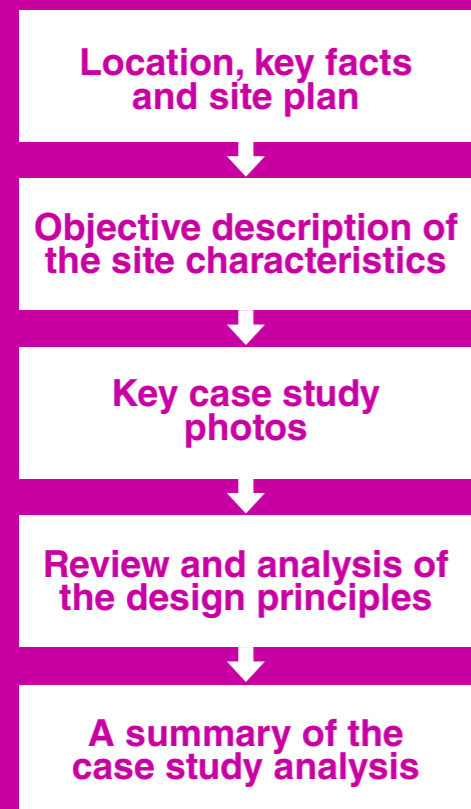 Location, key facts
and site plan
Objective description of
the site characteristics
Key case study
photos
Review and analysis of
the design principles
A summary of the
case study analysis